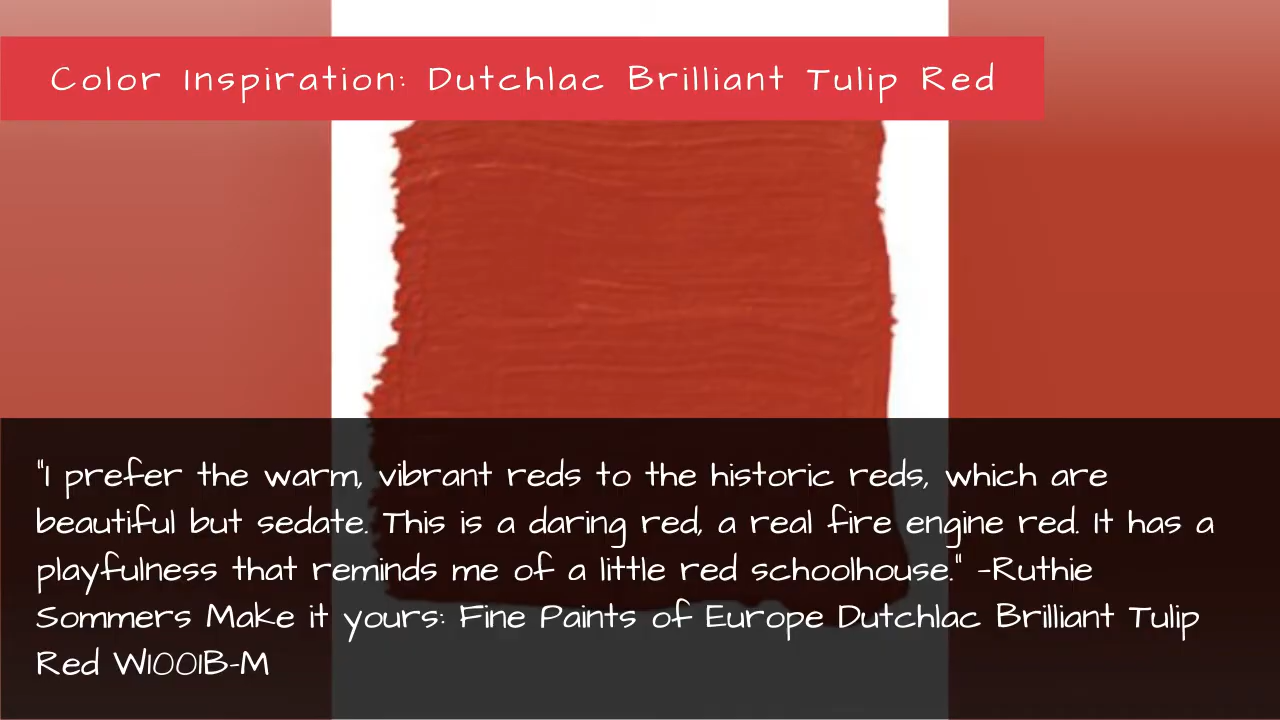 Color Inspiration: Dutchlac Brilliant Tulip Red
"I prefer the warm, vibrant reds to the historic reds, which are
beautiful but sedate. This is a daring red, a real fire engine red. It has a
playfulness that reminds me of a little red schoolhouse." -Ruthie
Sommers Make it yours: Fine Paints of Europe Dutchlac Brilliant Tulip
Red W1001B-M